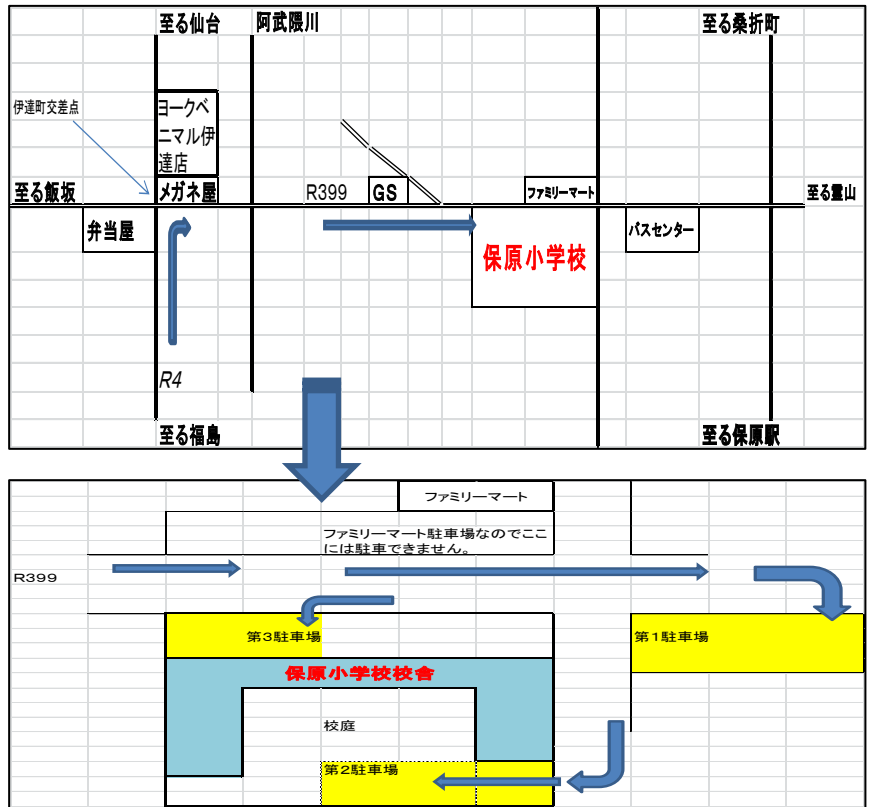 至る仙台
阿武隈川
至る桑折町
伊達町交差点
ヨークベ
ニマル伊
達店
至る飯坂
メガネ屋
R399
GS
ファミリーマート
至る霊山
弁当屋
保原小学校
バスセンター
R4
至る福島
至る保原駅
ファミリーマート
ファミリーマート駐車場なのでここ
には駐車できません。
R399
第3駐車場
第1駐車場
保原小学校校舎
校庭
第2駐車場